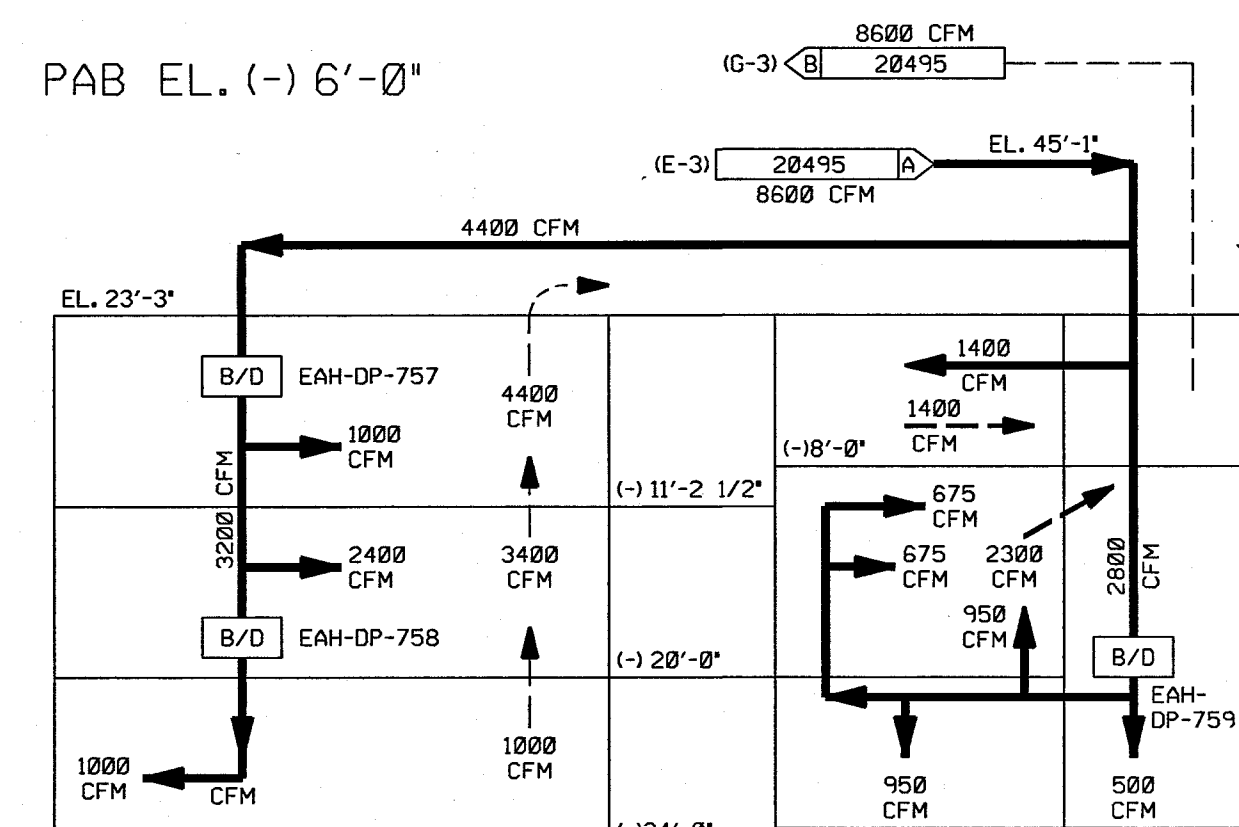 PAB EL. (-) 6'-0"
8600 CFM
(G-3) B 20495
(E-3) 20495 A
EL. 45'-1"
8600 CFM
4400 CFM
EL. 23'-3"
B/D EAH-DP-757
4400
CFM
1400
CFM
1400
CFM
1000
CFM
3200 CFM
(-)8'-0"
(-) 11'-2 1/2"
675
CFM
2400
CFM
3400
CFM
675
CFM
2300
CFM
2800
CFM
950
CFM
B/D EAH-DP-758
(-) 20'-0"
B/D
EAH-
DP-759
1000
CFM
CFM
1000
CFM
950
CFM
500
CFM